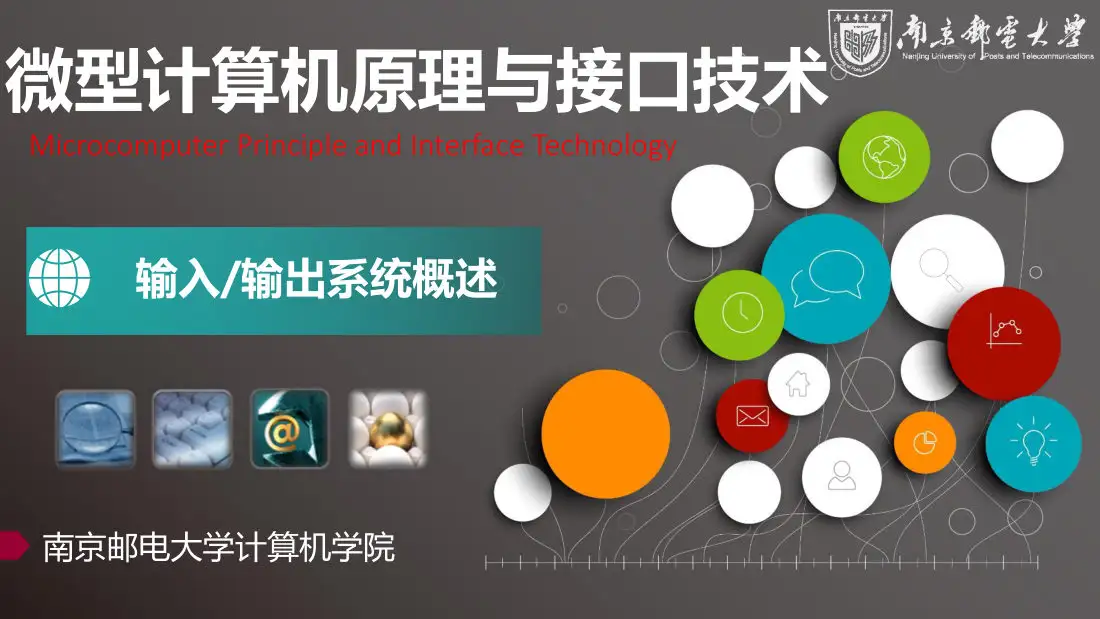 南京邮电大学
Nanjing University of Posts and Telecommunications
微型计算机原理与接口技术
Microcomputer Principle and Interface Technology
输入/输出系统概述
@
南京邮电大学计算机学院